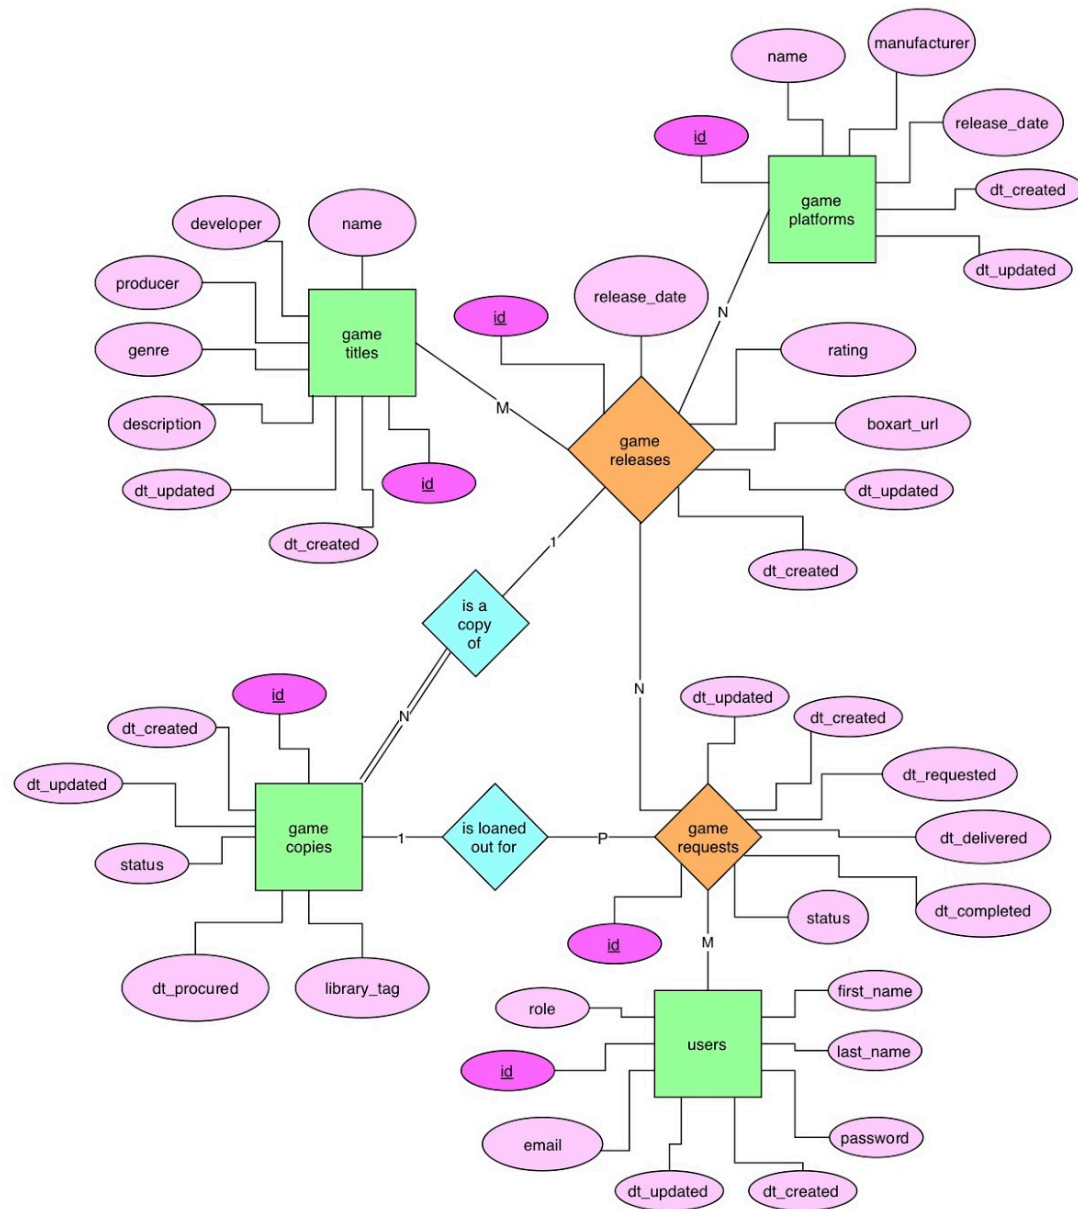 manufacturer
name
release_date
id
game
platforms
dt_created
dt_updated
developer
name
producer
genre
description
dt_updated
dt_created
id
game
titles
M
id
release_date
N
rating
boxart_url
dt_updated
dt_created
game
releases
1
is a
copy
of
N
N
id
dt_created
dt_updated
status
dt_procured
library_tag
game
copies
1
is loaned
out for
P
game
requests
dt_updated
dt_created
dt_requested
dt_delivered
dt_completed
status
id
M
role
id
email
dt_updated
dt_created
users
first_name
last_name
password